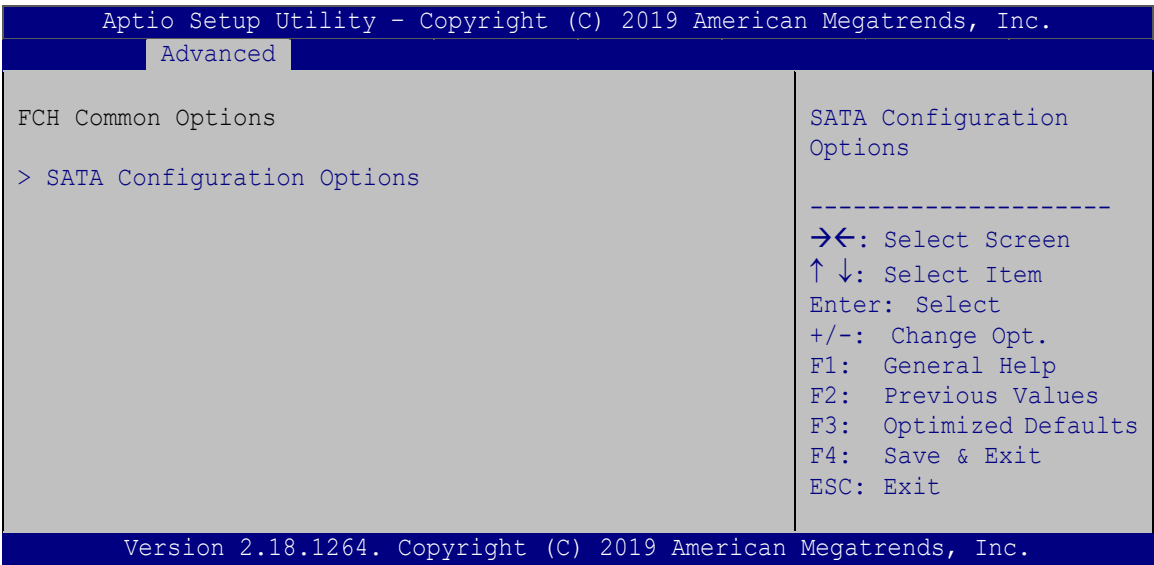 Aptio Setup Utility – Copyright (C) 2019 American Megatrends, Inc.
Advanced
FCH Common Options
> SATA Configuration Options
SATA Configuration
Options
---------------------
→←: Select Screen
↑ ↓: Select Item
Enter: Select
+/-: Change Opt.
F1: General Help
F2: Previous Values
F3: Optimized Defaults
F4: Save & Exit
ESC: Exit
Version 2.18.1264. Copyright (C) 2019 American Megatrends, Inc.